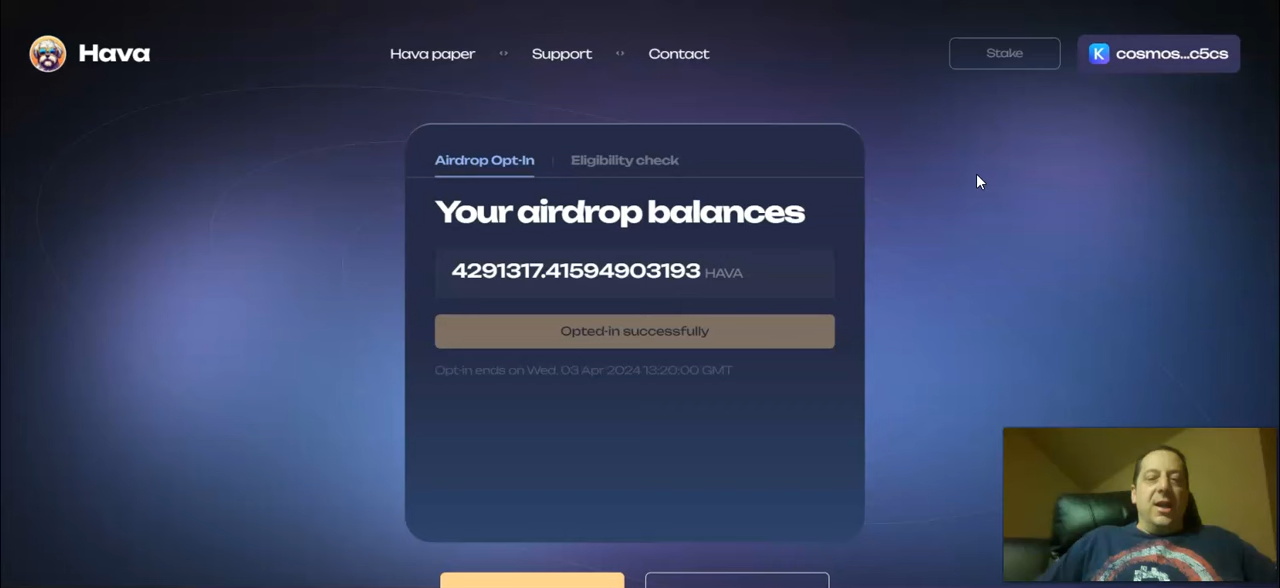 Hava
Hava paper
Support
Contact
Stake
K cosmos...c5cs
Airdrop Opt-In
Eligibility check
Your airdrop balances
4291317.41594903193 HAVA
Opted-in successfully
Opt-in ends on Wed. 03 Apr 2024 13:20:00 GMT